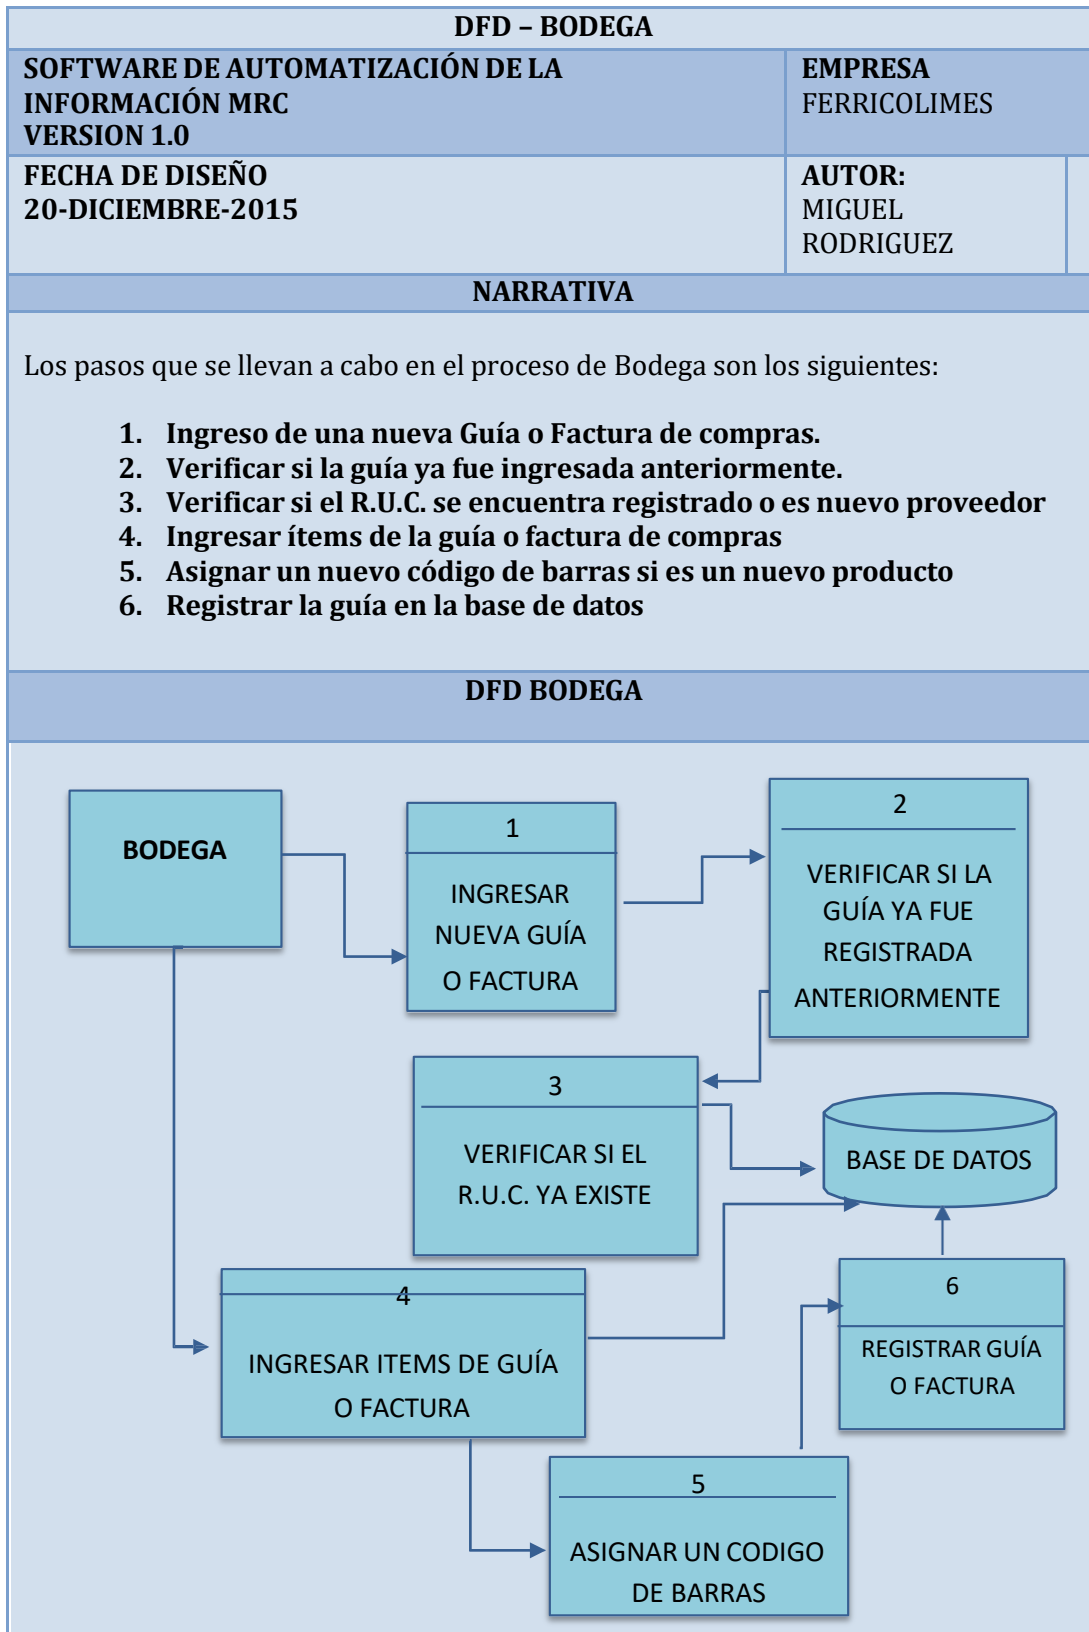 DFD – BODEGA
SOFTWARE DE AUTOMATIZACIÓN DE LA
INFORMACIÓN MRC
VERSION 1.0
EMPRESA
FERRICOLIMES
FECHA DE DISEÑO
20-DICIEMBRE-2015
AUTOR:
MIGUEL
RODRIGUEZ
NARRATIVA
Los pasos que se llevan a cabo en el proceso de Bodega son los siguientes:
1. Ingreso de una nueva Guía o Factura de compras.
2. Verificar si la guía ya fue ingresada anteriormente.
3. Verificar si el R.U.C. se encuentra registrado o es nuevo proveedor
4. Ingresar ítems de la guía o factura de compras
5. Asignar un nuevo código de barras si es un nuevo producto
6. Registrar la guía en la base de datos
DFD BODEGA
BODEGA
1
INGRESAR
NUEVA GUÍA
O FACTURA
2
VERIFICAR SI LA
GUÍA YA FUE
REGISTRADA
ANTERIORMENTE
3
VERIFICAR SI EL
R.U.C. YA EXISTE
BASE DE DATOS
4
INGRESAR ITEMS DE GUÍA
O FACTURA
6
REGISTRAR GUÍA
O FACTURA
5
ASIGNAR UN CODIGO
DE BARRAS